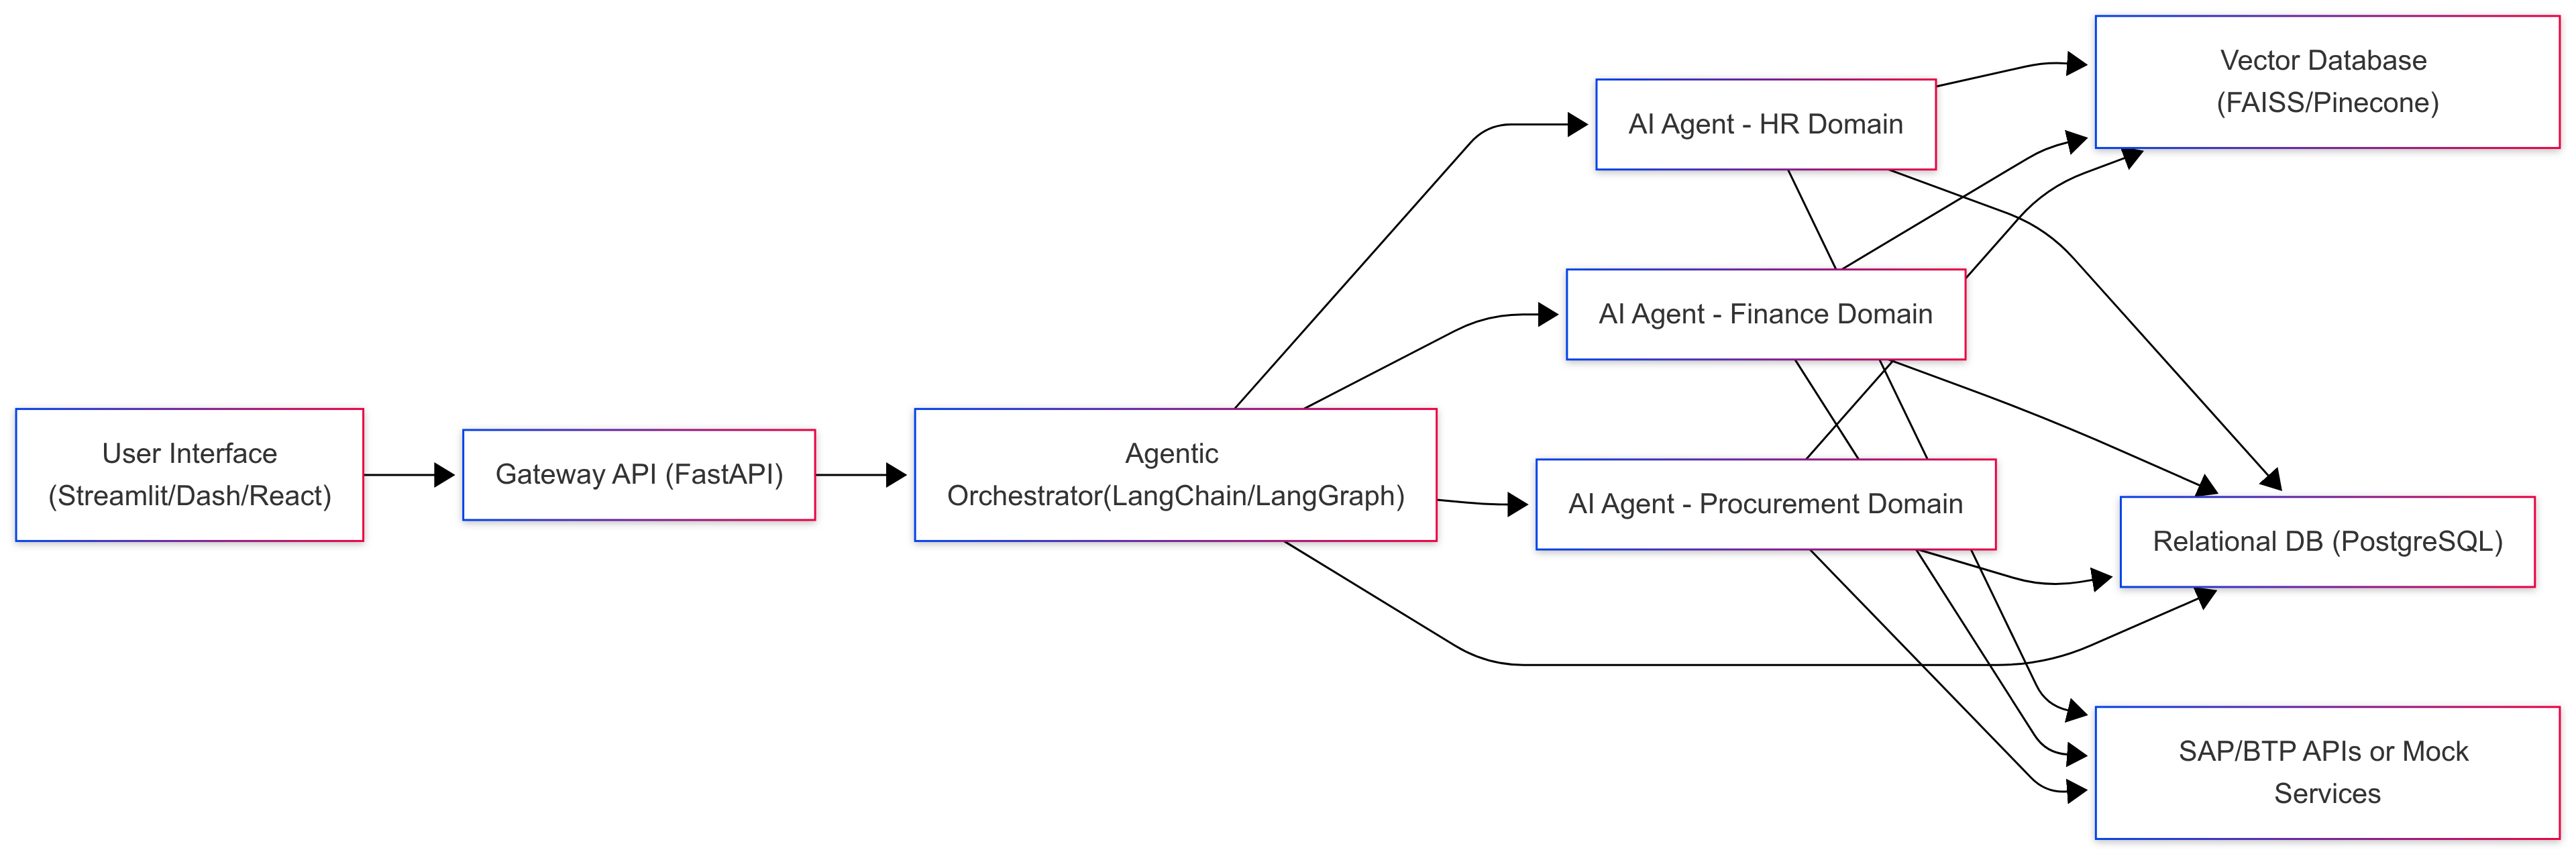 User Interface
(Streamlit/Dash/React)
Gateway API (FastAPI)
Agentic
Orchestrator(LangChain/LangGraph)
AI Agent - HR Domain
AI Agent - Finance Domain
AI Agent - Procurement Domain
Vector Database
(FAISS/Pinecone)
Relational DB (PostgreSQL)
SAP/BTP APIs or Mock
Services